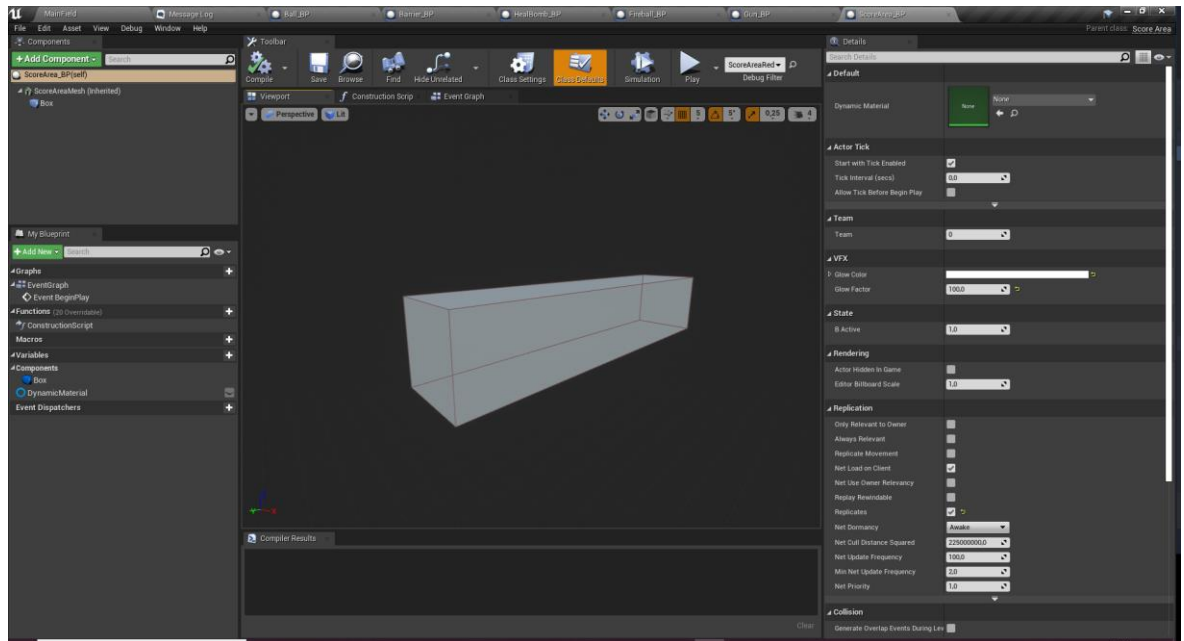 MainField
Message Log
Ball_BP
Barrier_BP
HealBomb_BP
Fireball_BP
Gun_BP
ScoreArea_BP
File Edit Asset View Debug Window Help
Parent class: Score Area
Components
+Add Component
Search
ScoreArea_BP(self)
ScoreAreaMesh (Inherited)
Box
My Blueprint
+Add New
Search
Graphs
EventGraph
Event BeginPlay
Functions (20 Overridable)
ConstructionScript
Macros
Variables
Components
Box
DynamicMaterial
Event Dispatchers
Toolbar
Compile
Save
Browse
Find
Hide Unrelated
Class Settings
Class Defaults
Simulation
Play
ScoreAreaRed
Debug Filter
Viewport
Construction Scrip
Event Graph
Perspective
Lit
5
5°
0,25
4
Compiler Results
Clear
Details
Search Details
Default
Dynamic Material
None
None
Actor Tick
Start with Tick Enabled
Tick Interval (secs) 0,0
Allow Tick Before Begin Play
Team
Team 0
VFX
Glow Color
Glow Factor 100,0
State
B Active 1,0
Rendering
Actor Hidden In Game
Editor Billboard Scale 1,0
Replication
Only Relevant to Owner
Always Relevant
Replicate Movement
Net Load on Client
Net Use Owner Relevancy
Replay Rewindable
Replicates
Net Dormancy Awake
Net Cull Distance Squared 225000000,0
Net Update Frequency 100,0
Min Net Update Frequency 2,0
Net Priority 1,0
Collision
Generate Overlap Events During Lev